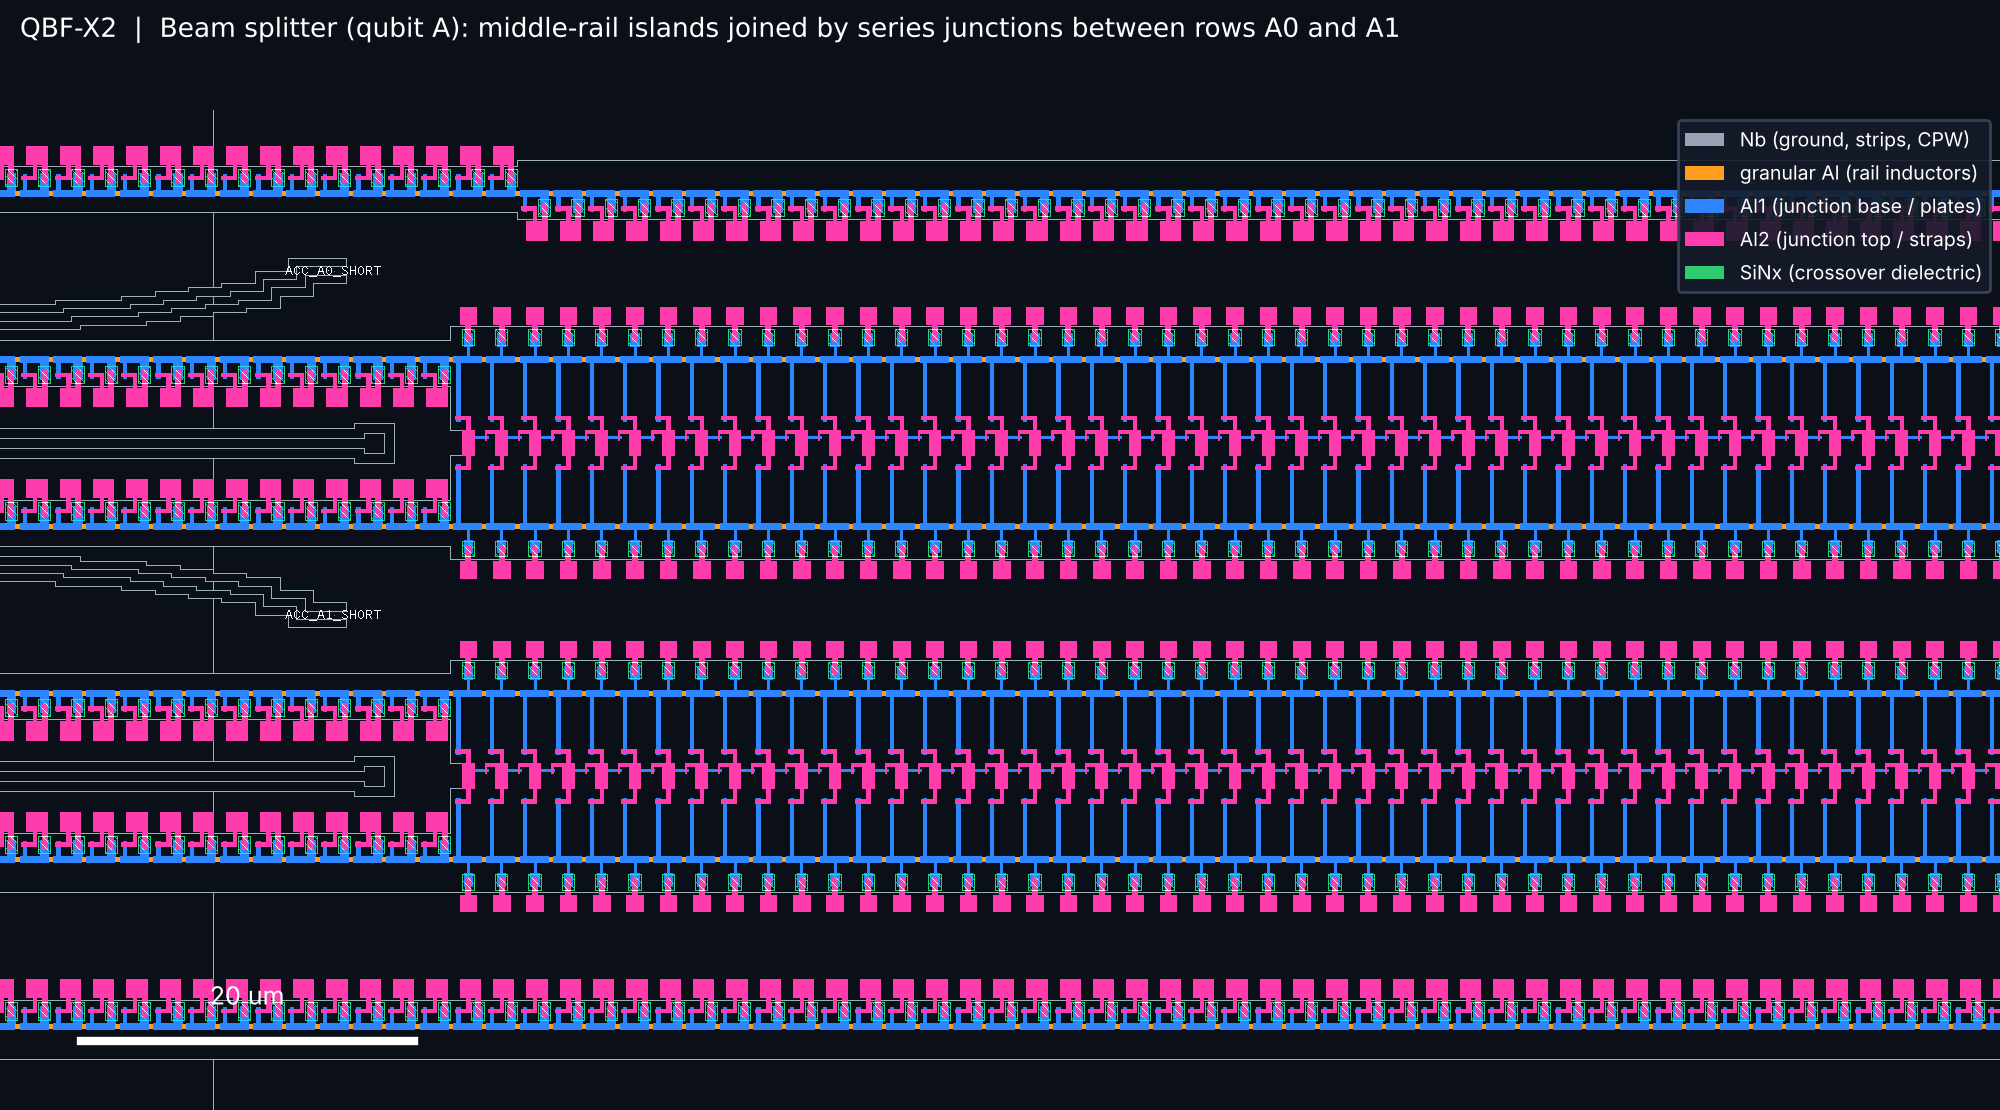 QBF-X2 | Beam splitter (qubit A): middle-rail islands joined by series junctions between rows A0 and A1
Nb (ground, strips, CPW)
granular Al (rail inductors)
Al1 (junction base / plates)
Al2 (junction top / straps)
SiNx (crossover dielectric)
ACC_A0_SHORT
ACC_A1_SHORT
20 um